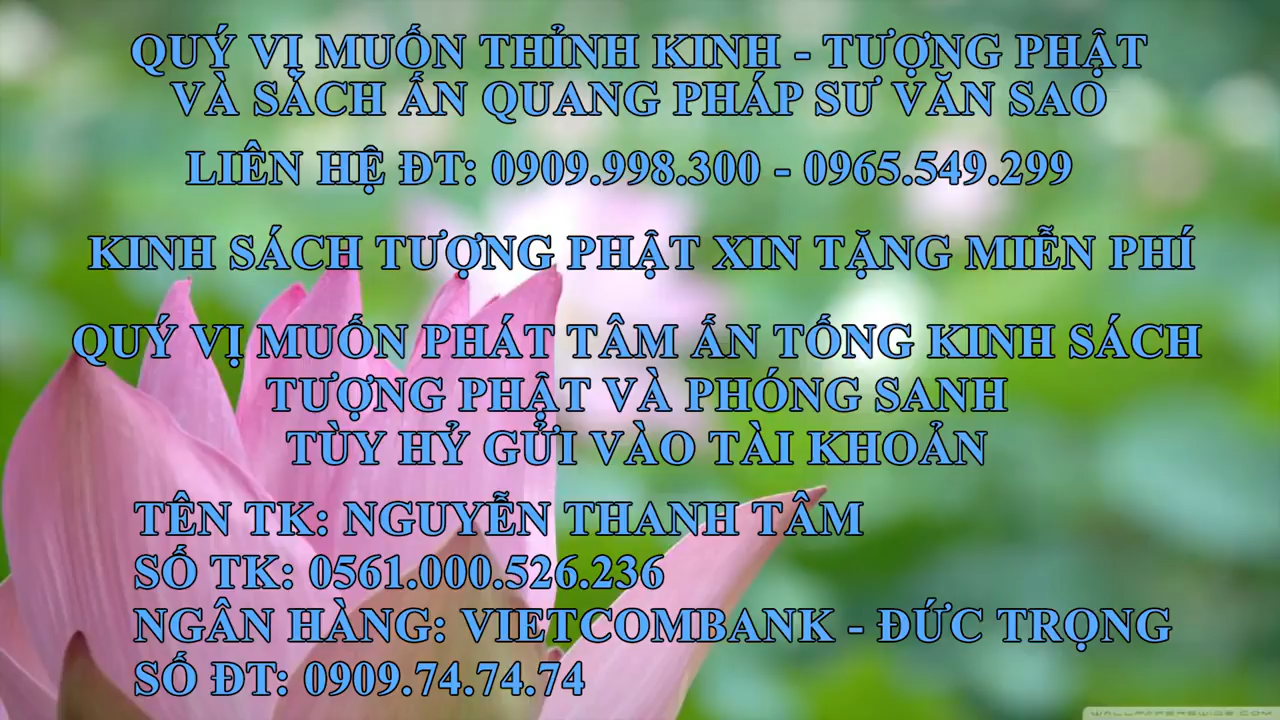 QUÝ VỊ MUỐN THỈNH KINH - TƯỢNG PHẬT
VÀ SÁCH ẤN QUANG PHÁP SƯ VĂN SAO
LIÊN HỆ ĐT: 0909.998.300 - 0965.549.299
KINH SÁCH TƯỢNG PHẬT XIN TẶNG MIỄN PHÍ
QUÝ VỊ MUỐN PHÁT TÂM ẤN TỐNG KINH SÁCH
TƯỢNG PHẬT VÀ PHÓNG SANH
TÙY HỶ GỬI VÀO TÀI KHOẢN
TÊN TK: NGUYỄN THANH TÂM
SỐ TK: 0561.000.526.236
NGÂN HÀNG: VIETCOMBANK - ĐỨC TRỌNG
SỐ ĐT: 0909.74.74.74
WALLPAPERSWIDE.COM